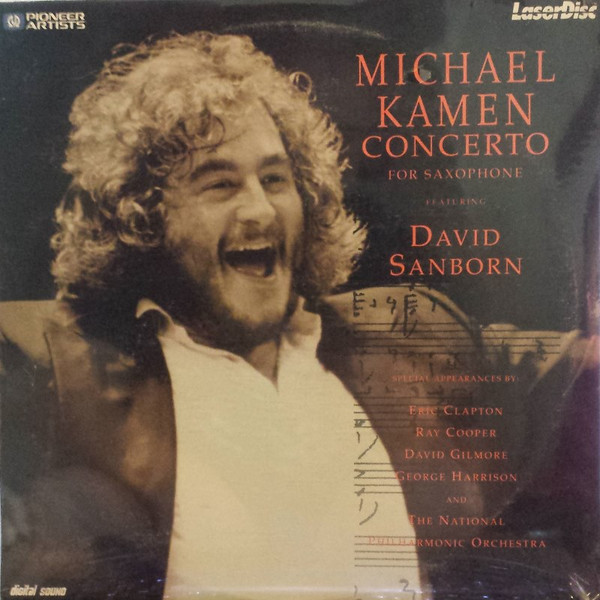 PIONEER
ARTISTS
LaserDisc
MICHAEL
KAMEN
CONCERTO
FOR SAXOPHONE
FEATURING
DAVID
SANBORN
SPECIAL APPEARANCES BY:
ERIC CLAPTON
RAY COOPER
DAVID GILMORE
GEORGE HARRISON
AND
THE NATIONAL
PHILHARMONIC ORCHESTRA
digital SOUND